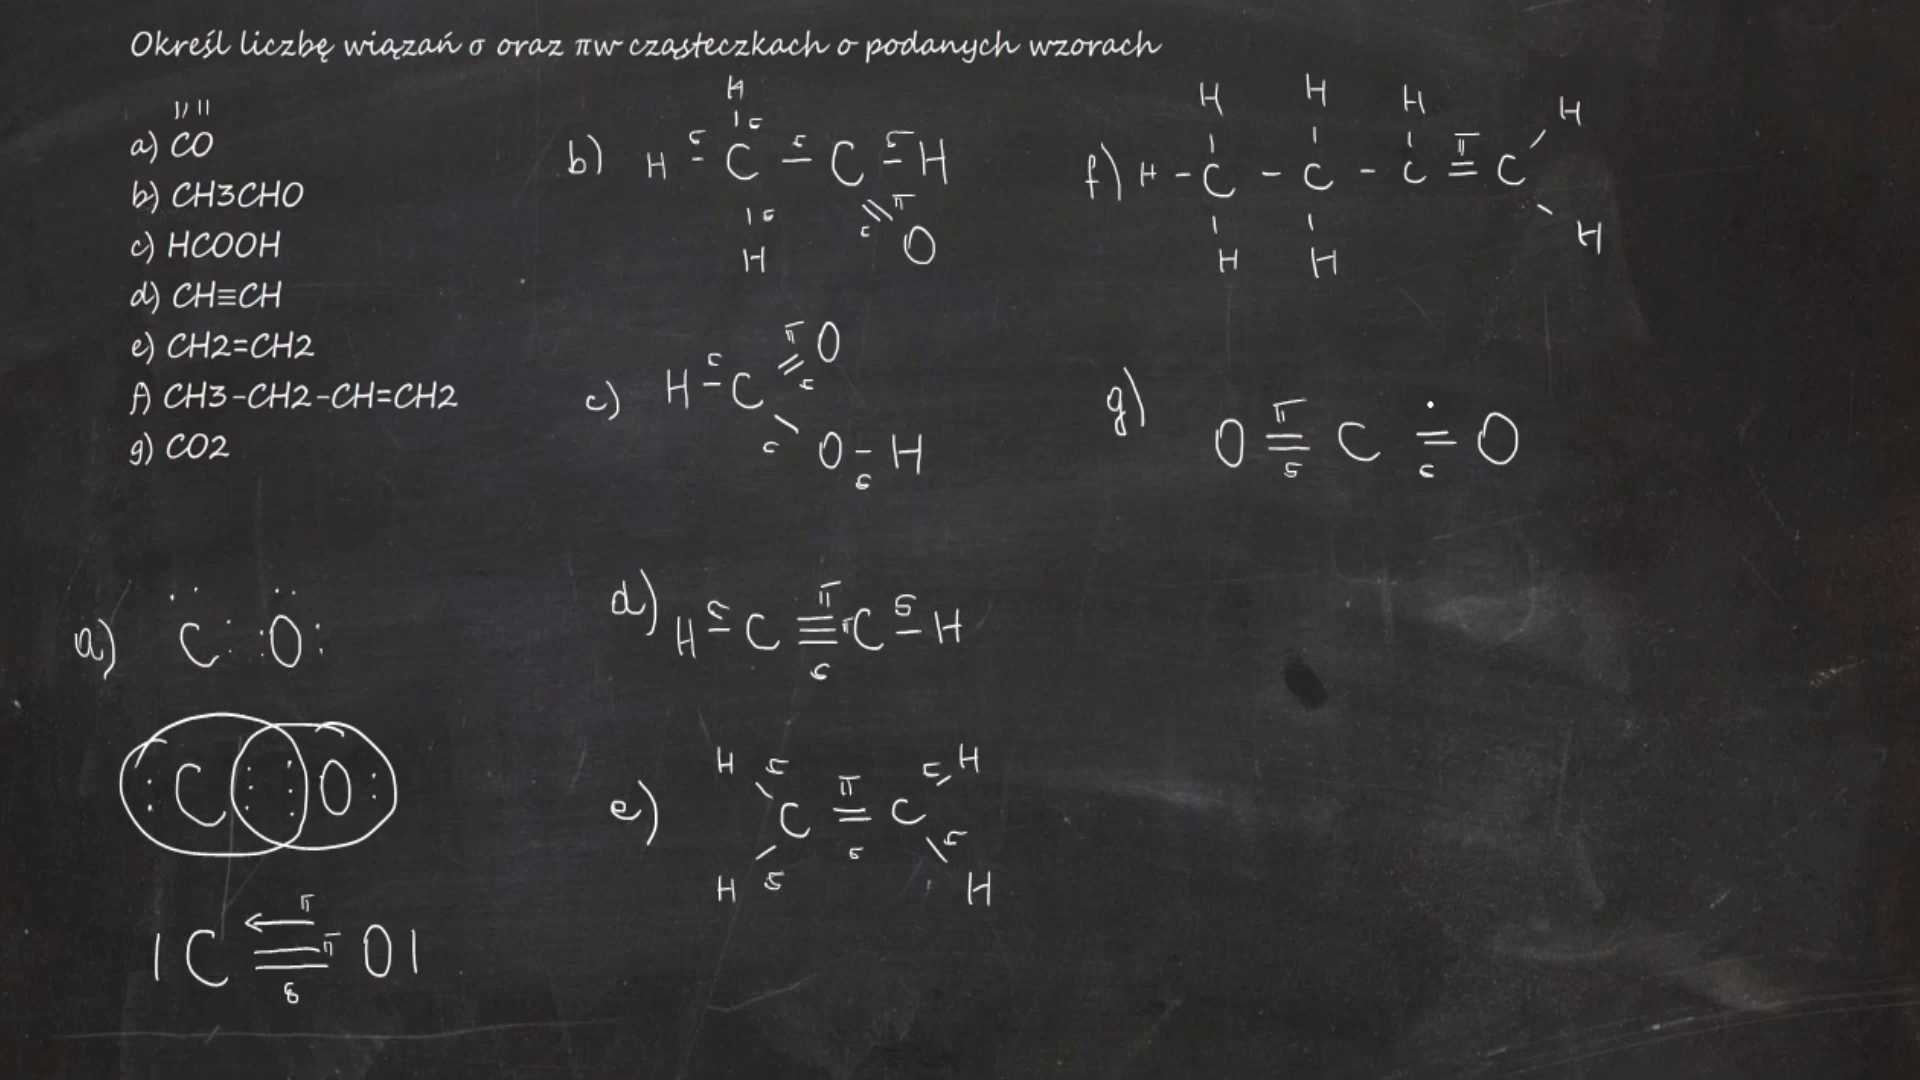 Określ liczbę wiązań σ oraz π w cząsteczkach o podanych wzorach
a) CO
b) CH3CHO
c) HCOOH
d) CH≡CH
e) CH2=CH2
f) CH3-CH2-CH=CH2
g) CO2
b)
H
H - C - C - H
H
O
f)
H H H H
H - C - C - C = C
H H H
c)
O
H - C
O - H
g)
O = C = O
a)
C O
C O
|C ≡ O|
d)
H - C ≡ C - H
e)
H H
C = C
H H